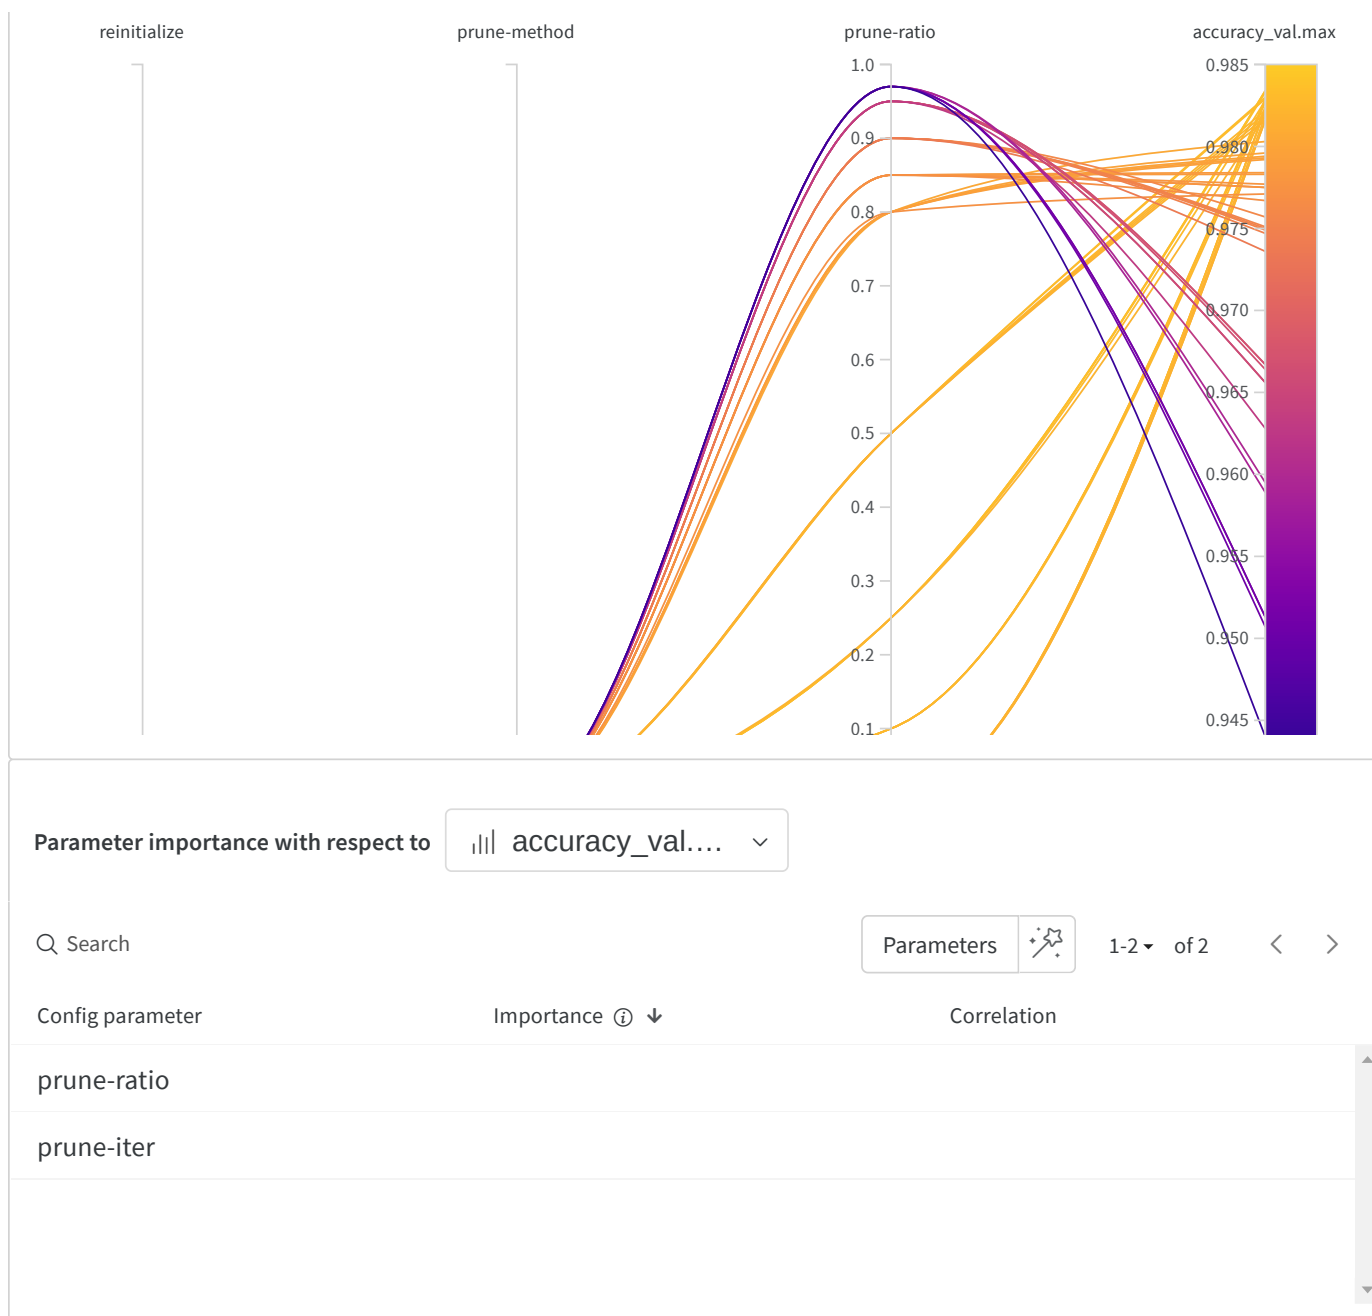 reinitialize prune-method prune-ratio accuracy_val.max
1.0 0.985
0.9 0.980
0.8 0.975
0.7 0.970
0.6 0.965
0.5 0.960
0.4 0.955
0.3 0.950
0.2 0.945
0.1
Parameter importance with respect to accuracy_val....
Search Parameters 1-2 of 2
Config parameter Importance Correlation
prune-ratio
prune-iter